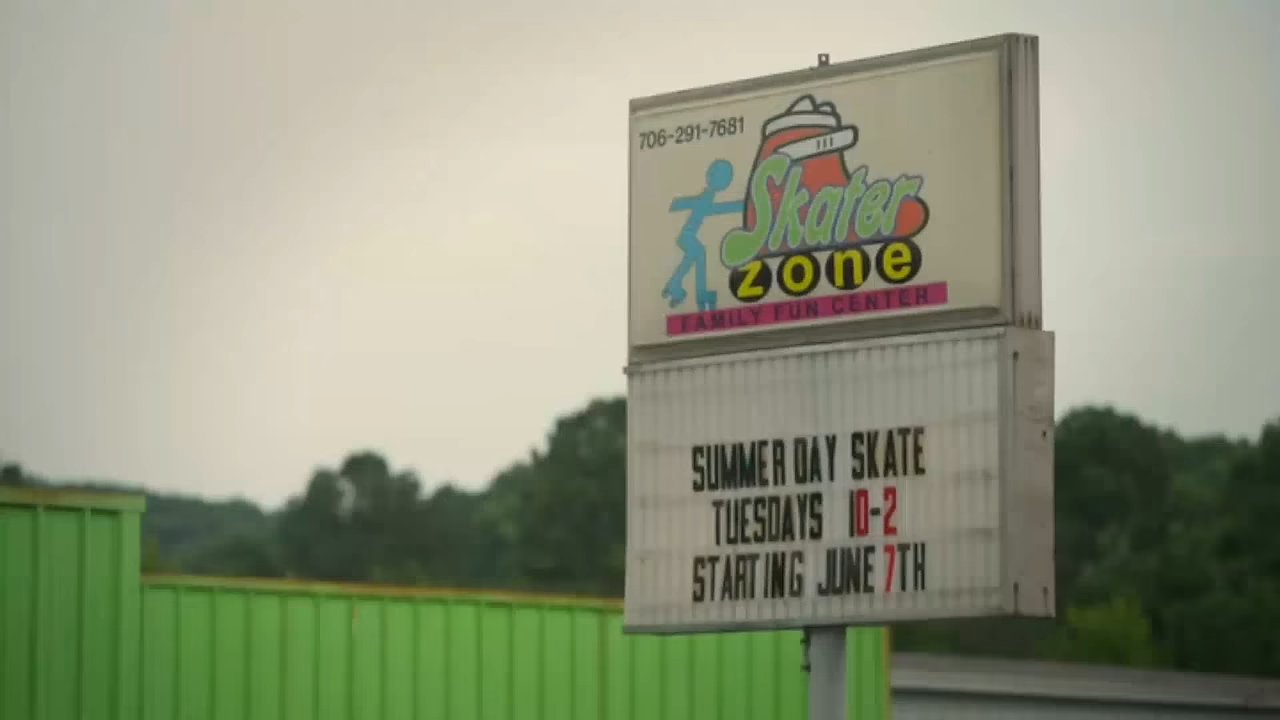 706-291-7681
Skater
zone
FAMILY FUN CENTER
SUMMER DAY SKATE
TUESDAYS 10-2
STARTING JUNE 7TH